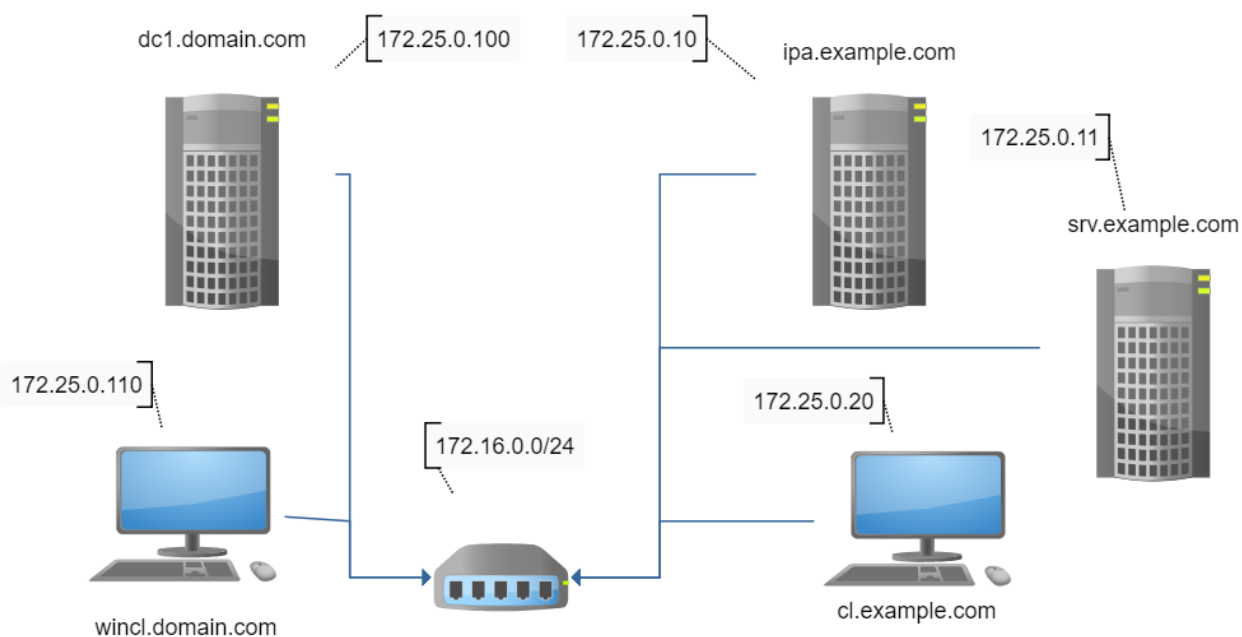 dc1.domain.com
172.25.0.100
172.25.0.10
ipa.example.com
172.25.0.11
srv.example.com
172.25.0.110
172.25.0.20
172.16.0.0/24
cl.example.com
wincl.domain.com